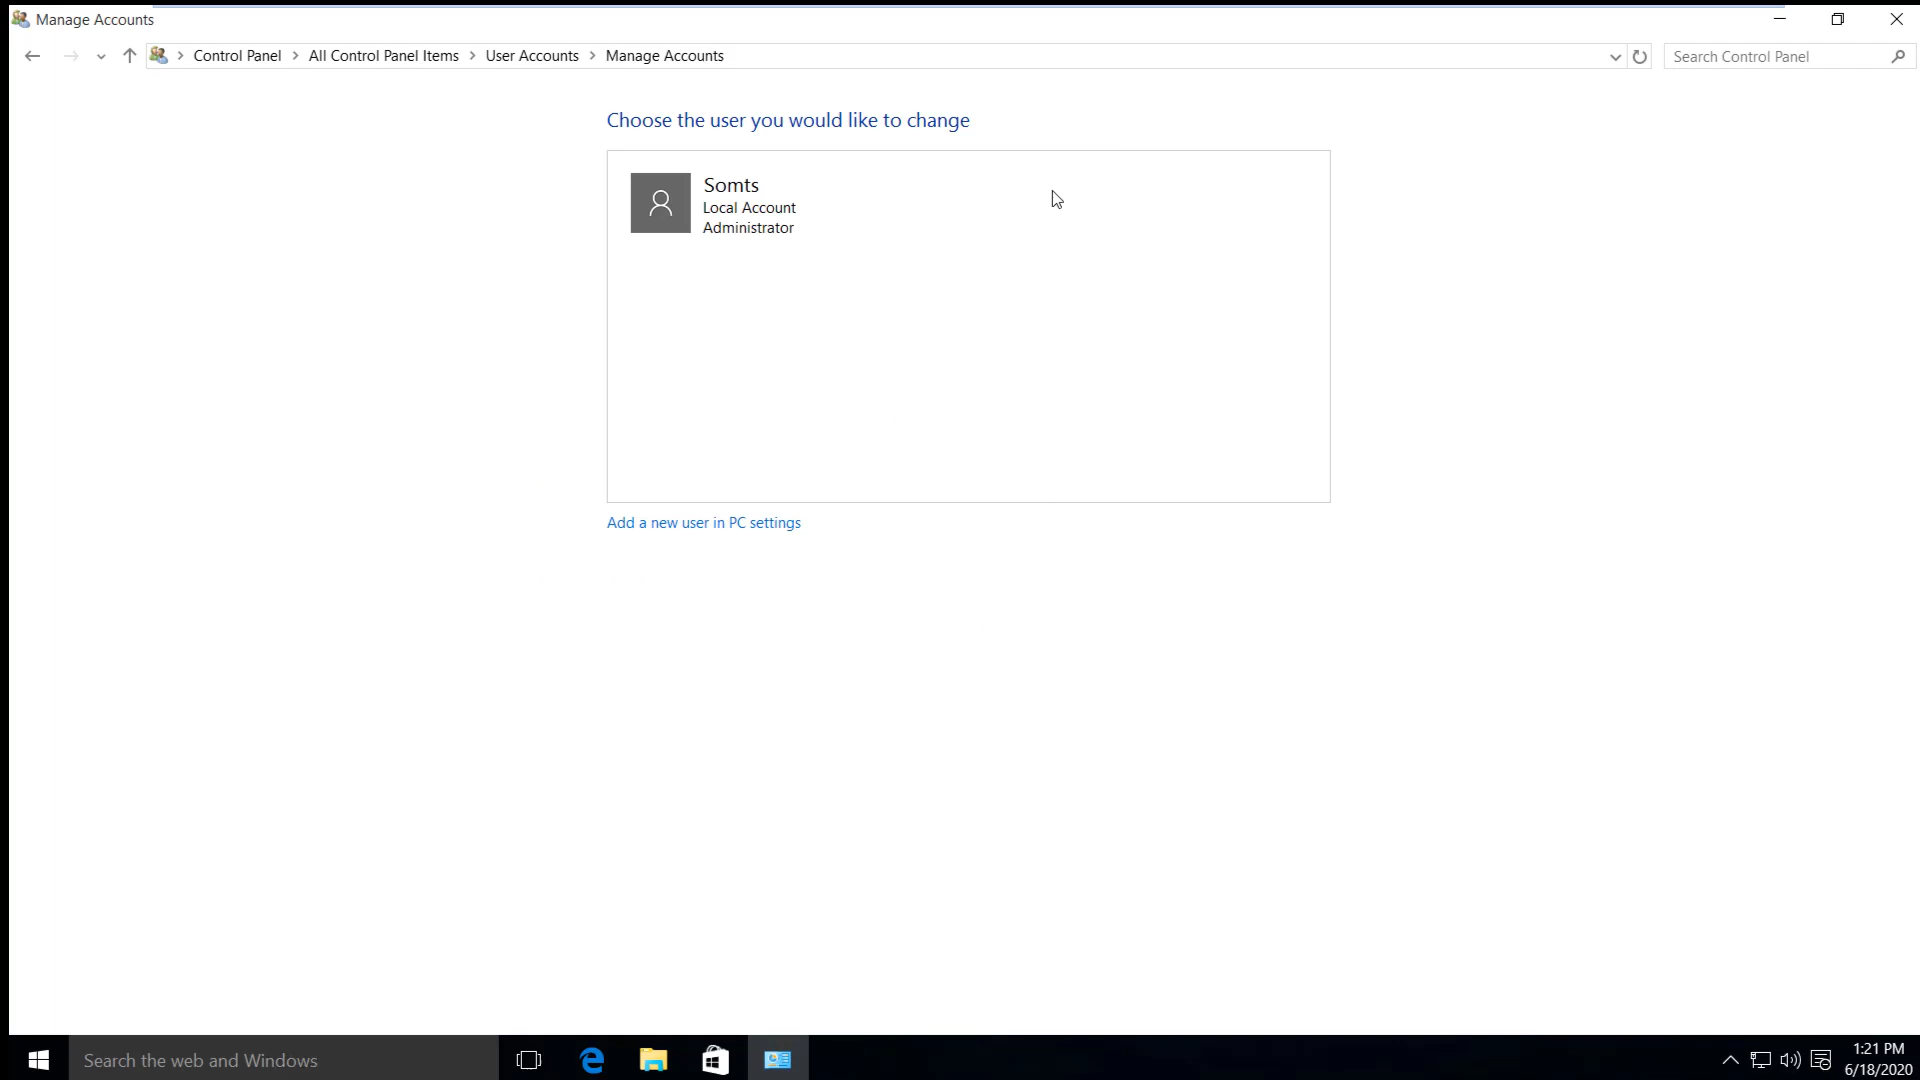 Manage Accounts
Control Panel
All Control Panel Items
User Accounts
Manage Accounts
Search Control Panel
Choose the user you would like to change
Somts
Local Account
Administrator
Add a new user in PC settings
Search the web and Windows
1:21 PM
6/18/2020